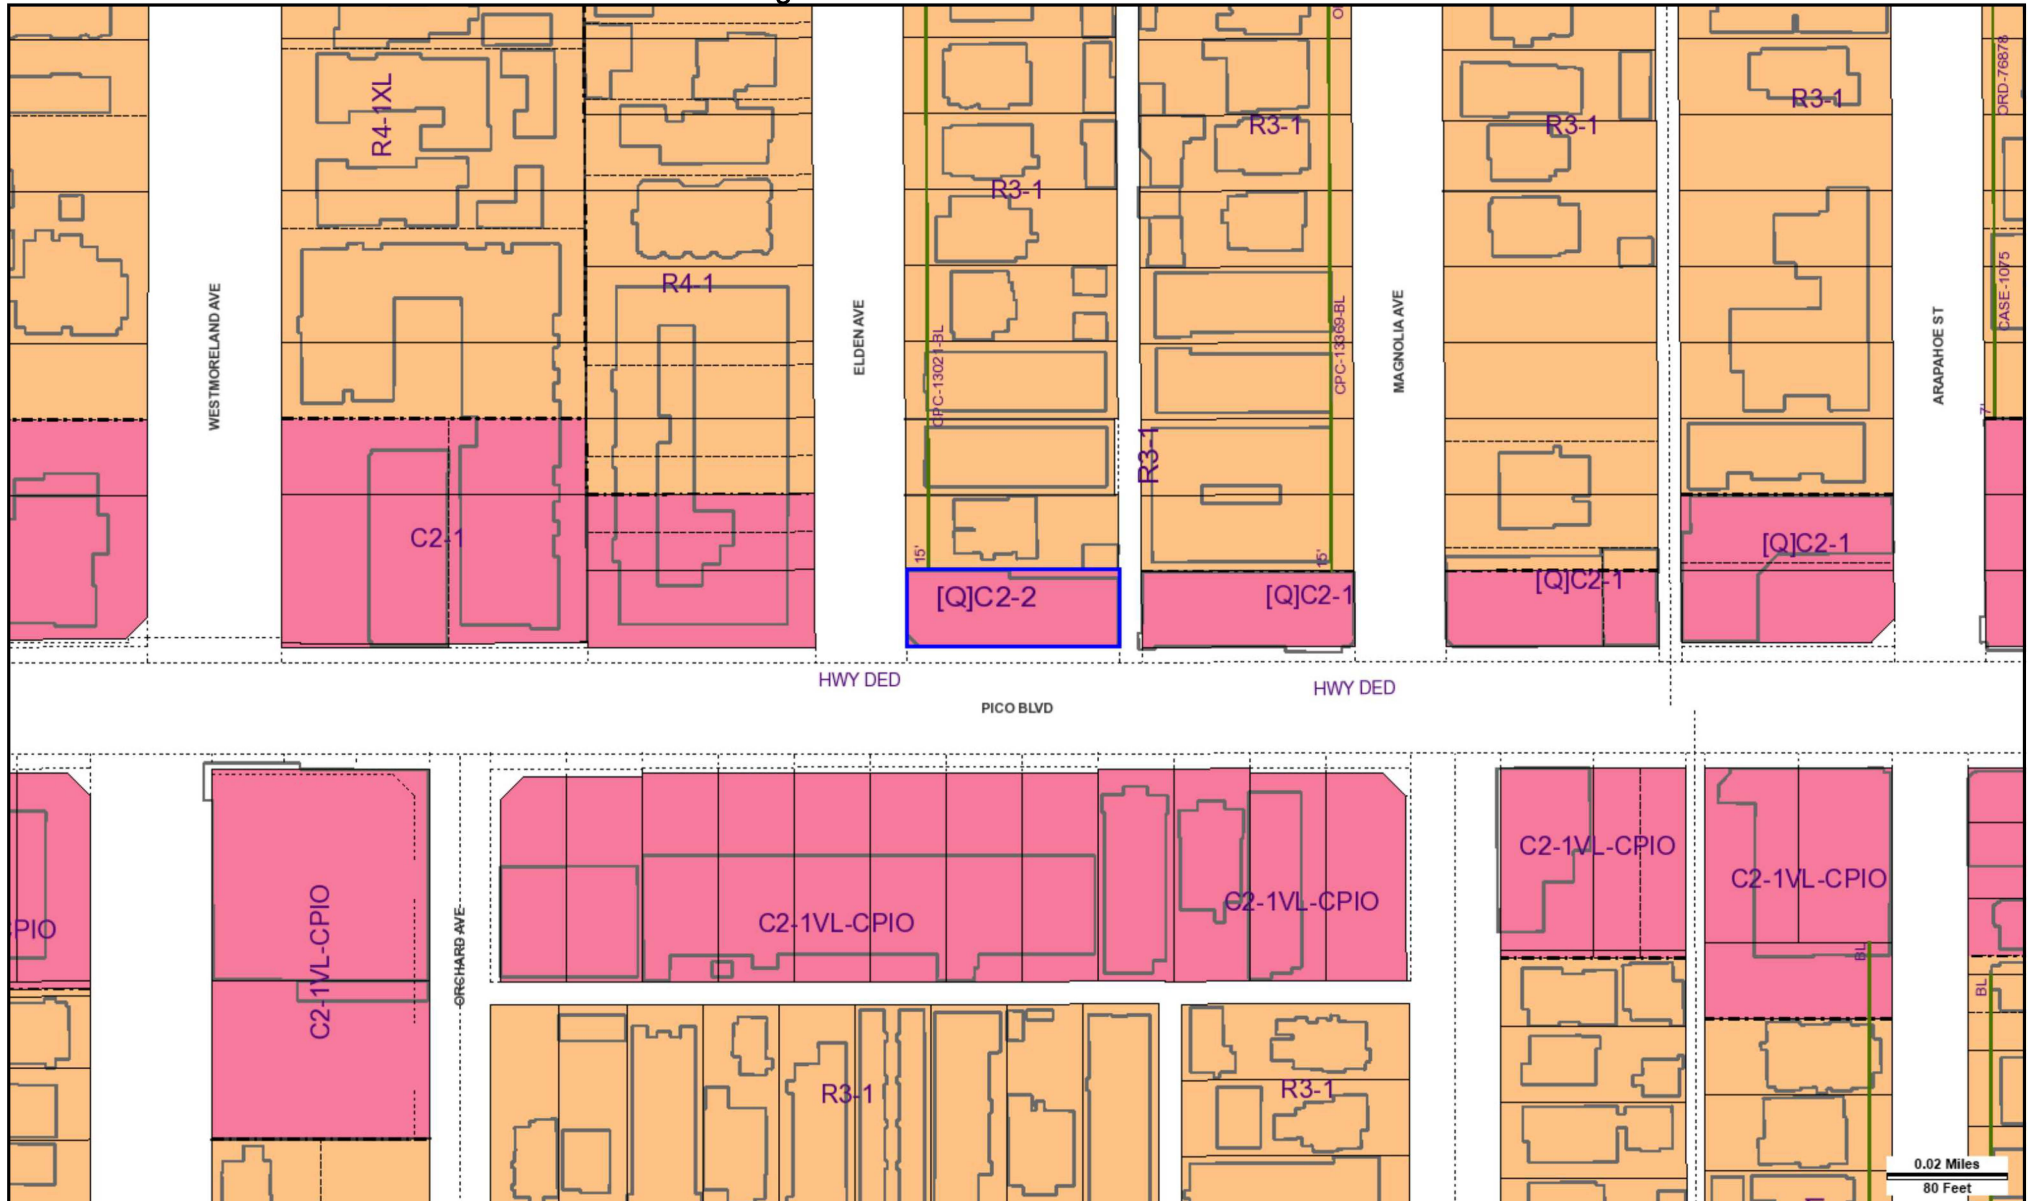 ORD-76878
R4-1XL
R3-1
R3-1
R3-1
R3-1
R4-1
CASE-1075
WESTMORELAND AVE
ELDEN AVE
CPC-13021-BL
CPC-13369-BL
MAGNOLIA AVE
ARAPAHOE ST
7'
R3-1
C2-1
15'
15'
[Q]C2-1
[Q]C2-2
[Q]C2-1
[Q]C2-1
HWY DED
HWY DED
PICO BLVD
C2-1VL-CPIO
C2-1VL-CPIO
C2-1VL-CPIO
C2-1VL-CPIO
C2-1VL-CPIO
CPIO
ORCHARD AVE
BL
BL
R3-1
R3-1
0.02 Miles
80 Feet